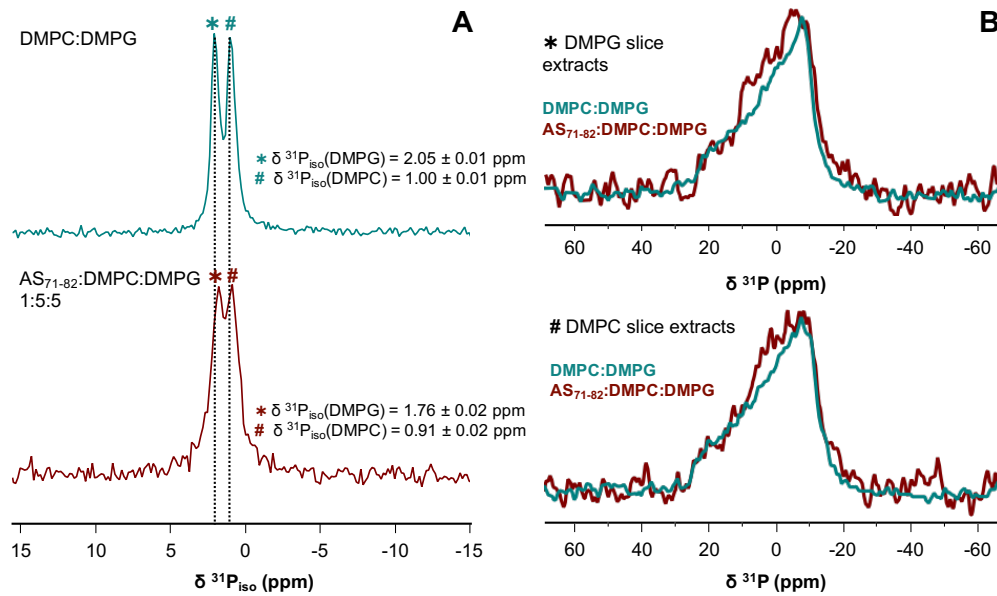 A
DMPC:DMPG
* #
* δ ³¹P_iso(DMPG) = 2.05 ± 0.01 ppm
# δ ³¹P_iso(DMPC) = 1.00 ± 0.01 ppm
AS₇₁₋₈₂:DMPC:DMPG
1:5:5
* #
* δ ³¹P_iso(DMPG) = 1.76 ± 0.02 ppm
# δ ³¹P_iso(DMPC) = 0.91 ± 0.02 ppm
15 10 5 0 -5 -10 -15
δ ³¹P_iso (ppm)
B
* DMPG slice
extracts
DMPC:DMPG
AS₇₁₋₈₂:DMPC:DMPG
60 40 20 0 -20 -40 -60
δ ³¹P (ppm)
# DMPC slice extracts
DMPC:DMPG
AS₇₁₋₈₂:DMPC:DMPG
60 40 20 0 -20 -40 -60
δ ³¹P (ppm)